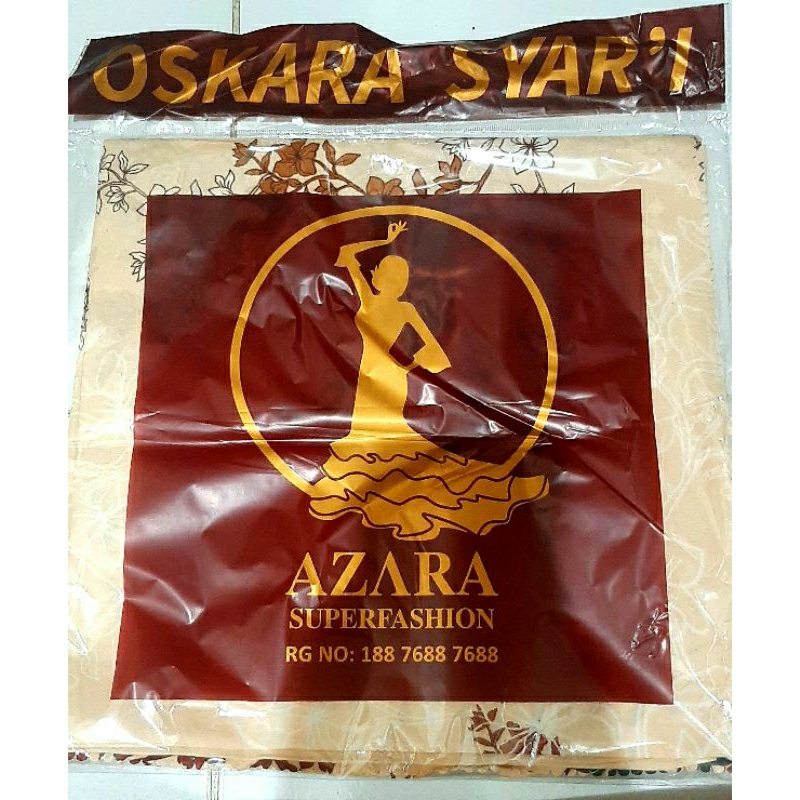 OSKARA SYAR'I
AZARA
SUPERFASHION
RG NO: 188 7688 7688